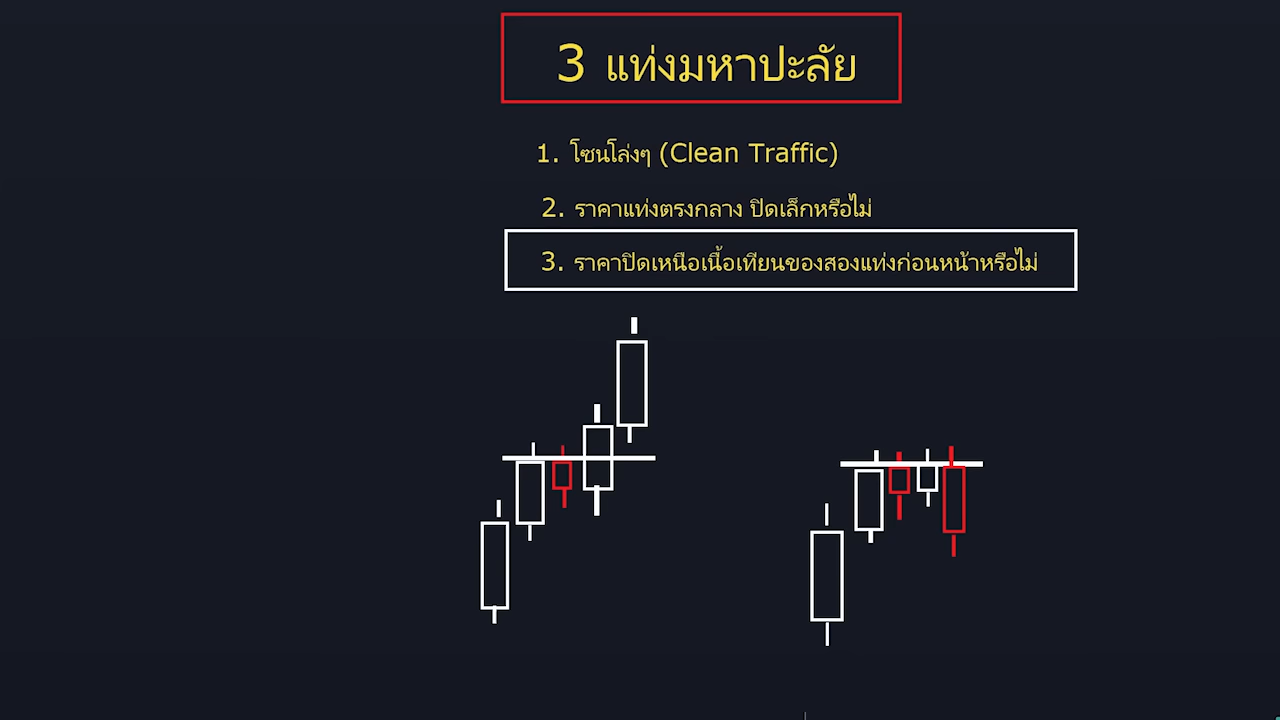 3 แท่งมหาปะลัย
1. โซนโล่งๆ (Clean Traffic)
2. ราคาแท่งตรงกลาง ปิดเล็กหรือไม่
3. ราคาปิดเหนือเนื้อเทียนของสองแท่งก่อนหน้าหรือไม่